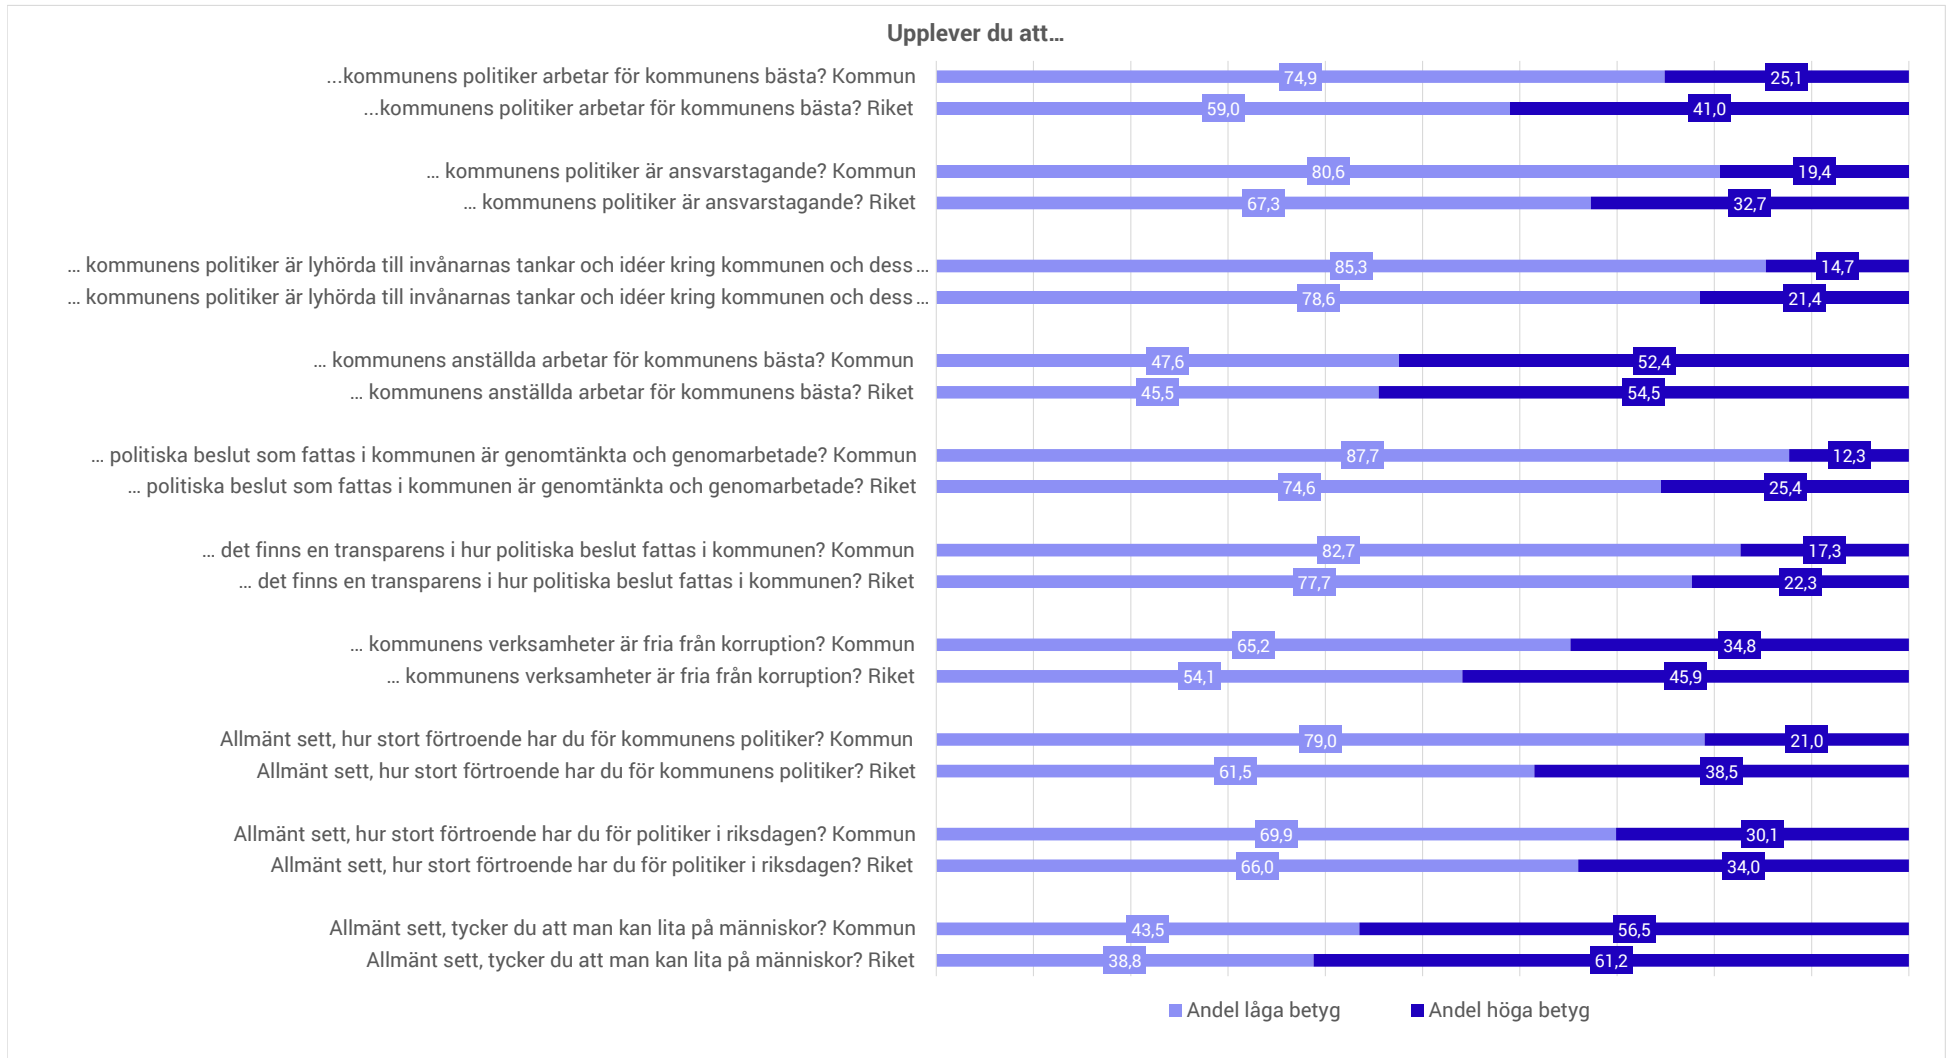 Upplever du att…
...kommunens politiker arbetar för kommunens bästa? Kommun 74,9 25,1
...kommunens politiker arbetar för kommunens bästa? Riket 59,0 41,0
… kommunens politiker är ansvarstagande? Kommun 80,6 19,4
… kommunens politiker är ansvarstagande? Riket 67,3 32,7
… kommunens politiker är lyhörda till invånarnas tankar och idéer kring kommunen och dess … 85,3 14,7
… kommunens politiker är lyhörda till invånarnas tankar och idéer kring kommunen och dess … 78,6 21,4
… kommunens anställda arbetar för kommunens bästa? Kommun 47,6 52,4
… kommunens anställda arbetar för kommunens bästa? Riket 45,5 54,5
… politiska beslut som fattas i kommunen är genomtänkta och genomarbetade? Kommun 87,7 12,3
… politiska beslut som fattas i kommunen är genomtänkta och genomarbetade? Riket 74,6 25,4
… det finns en transparens i hur politiska beslut fattas i kommunen? Kommun 82,7 17,3
… det finns en transparens i hur politiska beslut fattas i kommunen? Riket 77,7 22,3
… kommunens verksamheter är fria från korruption? Kommun 65,2 34,8
… kommunens verksamheter är fria från korruption? Riket 54,1 45,9
Allmänt sett, hur stort förtroende har du för kommunens politiker? Kommun 79,0 21,0
Allmänt sett, hur stort förtroende har du för kommunens politiker? Riket 61,5 38,5
Allmänt sett, hur stort förtroende har du för politiker i riksdagen? Kommun 69,9 30,1
Allmänt sett, hur stort förtroende har du för politiker i riksdagen? Riket 66,0 34,0
Allmänt sett, tycker du att man kan lita på människor? Kommun 43,5 56,5
Allmänt sett, tycker du att man kan lita på människor? Riket 38,8 61,2
Andel låga betyg Andel höga betyg